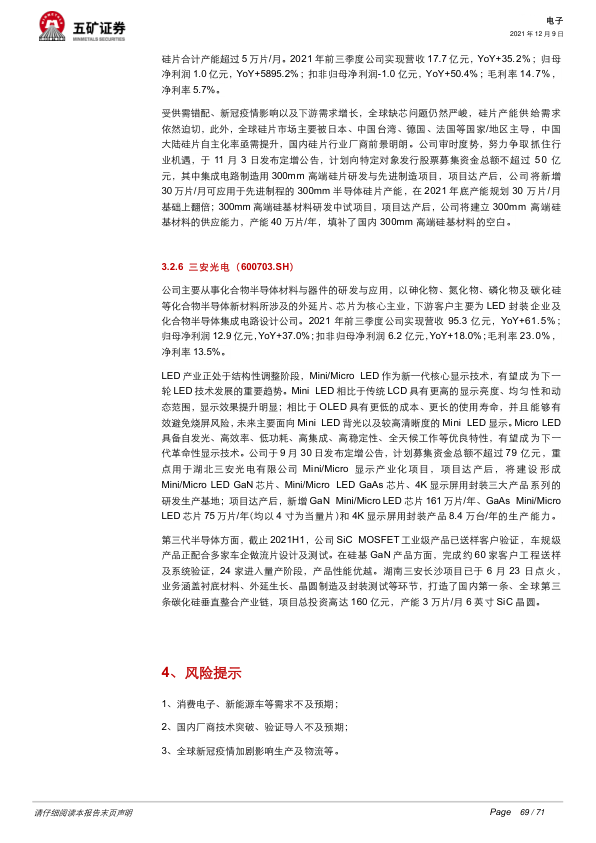 五矿证券
MINMETALS SECURITIES
电子
2021 年 12 月 9 日
硅片合计产能超过 5 万片/月。2021 年前三季度公司实现营收 17.7 亿元，YoY+35.2%；归母
净利润 1.0 亿元，YoY+5895.2%；扣非归母净利润-1.0 亿元，YoY+50.4%；毛利率 14.7%，
净利率 5.7%。
受供需错配、新冠疫情影响以及下游需求增长，全球缺芯问题仍然严峻，硅片产能供给需求
依然迫切，此外，全球硅片市场主要被日本、中国台湾、德国、法国等国家/地区主导，中国
大陆硅片自主化率亟需提升，国内硅片行业厂商前景明朗。公司审时度势，努力争取抓住行
业机遇，于 11 月 3 日发布定增公告，计划向特定对象发行股票募集资金总额不超过 50 亿
元，其中集成电路制造用 300mm 高端硅片研发与先进制造项目，项目达产后，公司将新增
30 万片/月可应用于先进制程的 300mm 半导体硅片产能，在 2021 年底产能规划 30 万片/月
基础上翻倍；300mm 高端硅基材料研发中试项目，项目达产后，公司将建立 300mm 高端硅
基材料的供应能力，产能 40 万片/年，填补了国内 300mm 高端硅基材料的空白。
3.2.6 三安光电（600703.SH）
公司主要从事化合物半导体材料与器件的研发与应用，以砷化物、氮化物、磷化物及碳化硅
等化合物半导体新材料所涉及的外延片、芯片为核心主业，下游客户主要为 LED 封装企业及
化合物半导体集成电路设计公司。2021 年前三季度公司实现营收 95.3 亿元，YoY+61.5%；
归母净利润 12.9 亿元，YoY+37.0%；扣非归母净利润 6.2 亿元，YoY+18.0%；毛利率 23.0%，
净利率 13.5%。
LED 产业正处于结构性调整阶段，Mini/Micro LED 作为新一代核心显示技术，有望成为下一
轮 LED 技术发展的重要趋势。Mini LED 相比于传统 LCD 具有更高的显示亮度、均匀性和动
态范围，显示效果提升明显；相比于 OLED 具有更低的成本、更长的使用寿命，并且能够有
效避免烧屏风险，未来主要面向 Mini LED 背光以及较高清晰度的 Mini LED 显示。Micro LED
具备自发光、高效率、低功耗、高集成、高稳定性、全天候工作等优良特性，有望成为下一
代革命性显示技术。公司于 9 月 30 日发布定增公告，计划募集资金总额不超过 79 亿元，重
点用于湖北三安光电有限公司 Mini/Micro 显示产业化项目，项目达产后，将建设形成
Mini/Micro LED GaN 芯片、Mini/Micro LED GaAs 芯片、4K 显示屏用封装三大产品系列的
研发生产基地；项目达产后，新增 GaN Mini/Micro LED 芯片 161 万片/年、GaAs Mini/Micro
LED 芯片 75 万片/年（均以 4 寸为当量片）和 4K 显示屏用封装产品 8.4 万台/年的生产能力。
第三代半导体方面，截止 2021H1，公司 SiC MOSFET 工业级产品已送样客户验证，车规级
产品正配合多家车企做流片设计及测试。在硅基 GaN 产品方面，完成约 60 家客户工程送样
及系统验证，24 家进入量产阶段，产品性能优越。湖南三安长沙项目已于 6 月 23 日点火，
业务涵盖衬底材料、外延生长、晶圆制造及封装测试等环节，打造了国内第一条、全球第三
条碳化硅垂直整合产业链，项目总投资高达 160 亿元，产能 3 万片/月 6 英寸 SiC 晶圆。
4、风险提示
1、消费电子、新能源车等需求不及预期；
2、国内厂商技术突破、验证导入不及预期；
3、全球新冠疫情加剧影响生产及物流等。
请仔细阅读本报告末页声明
Page 69 / 71